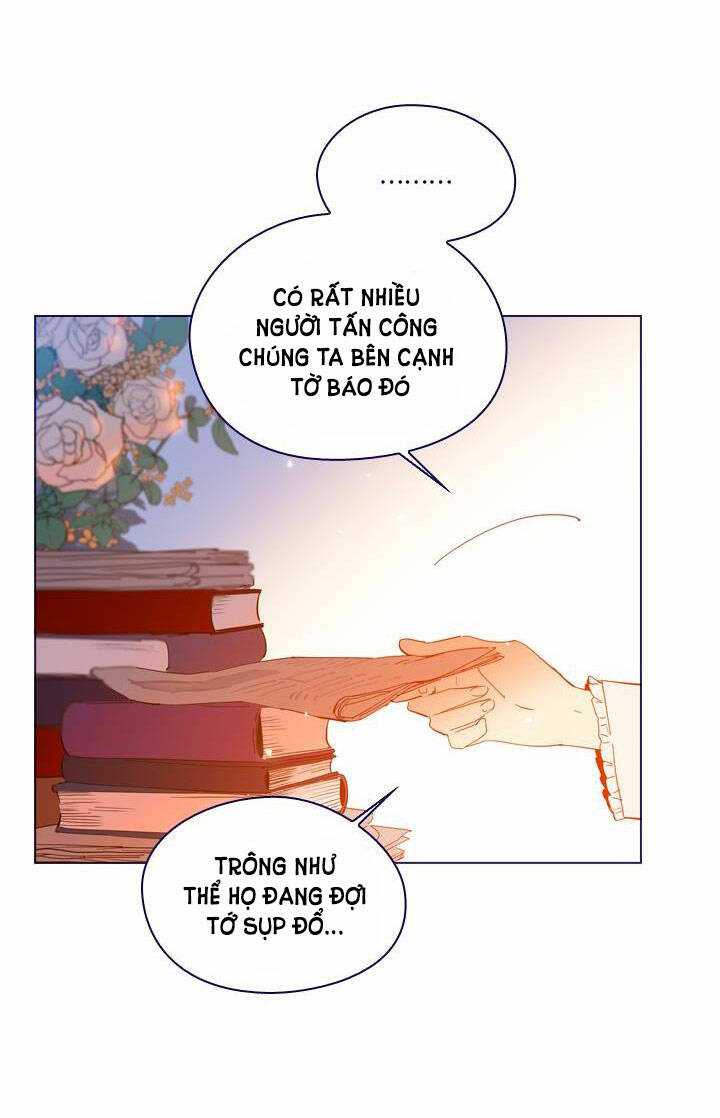 .........
CÓ RẤT NHIỀU
NGƯỜI TẤN CÔNG
CHÚNG TA BÊN CẠNH
TỜ BÁO ĐÓ
TRÔNG NHƯ
THỂ HỌ ĐANG ĐỢI
TỚ SỤP ĐỔ...